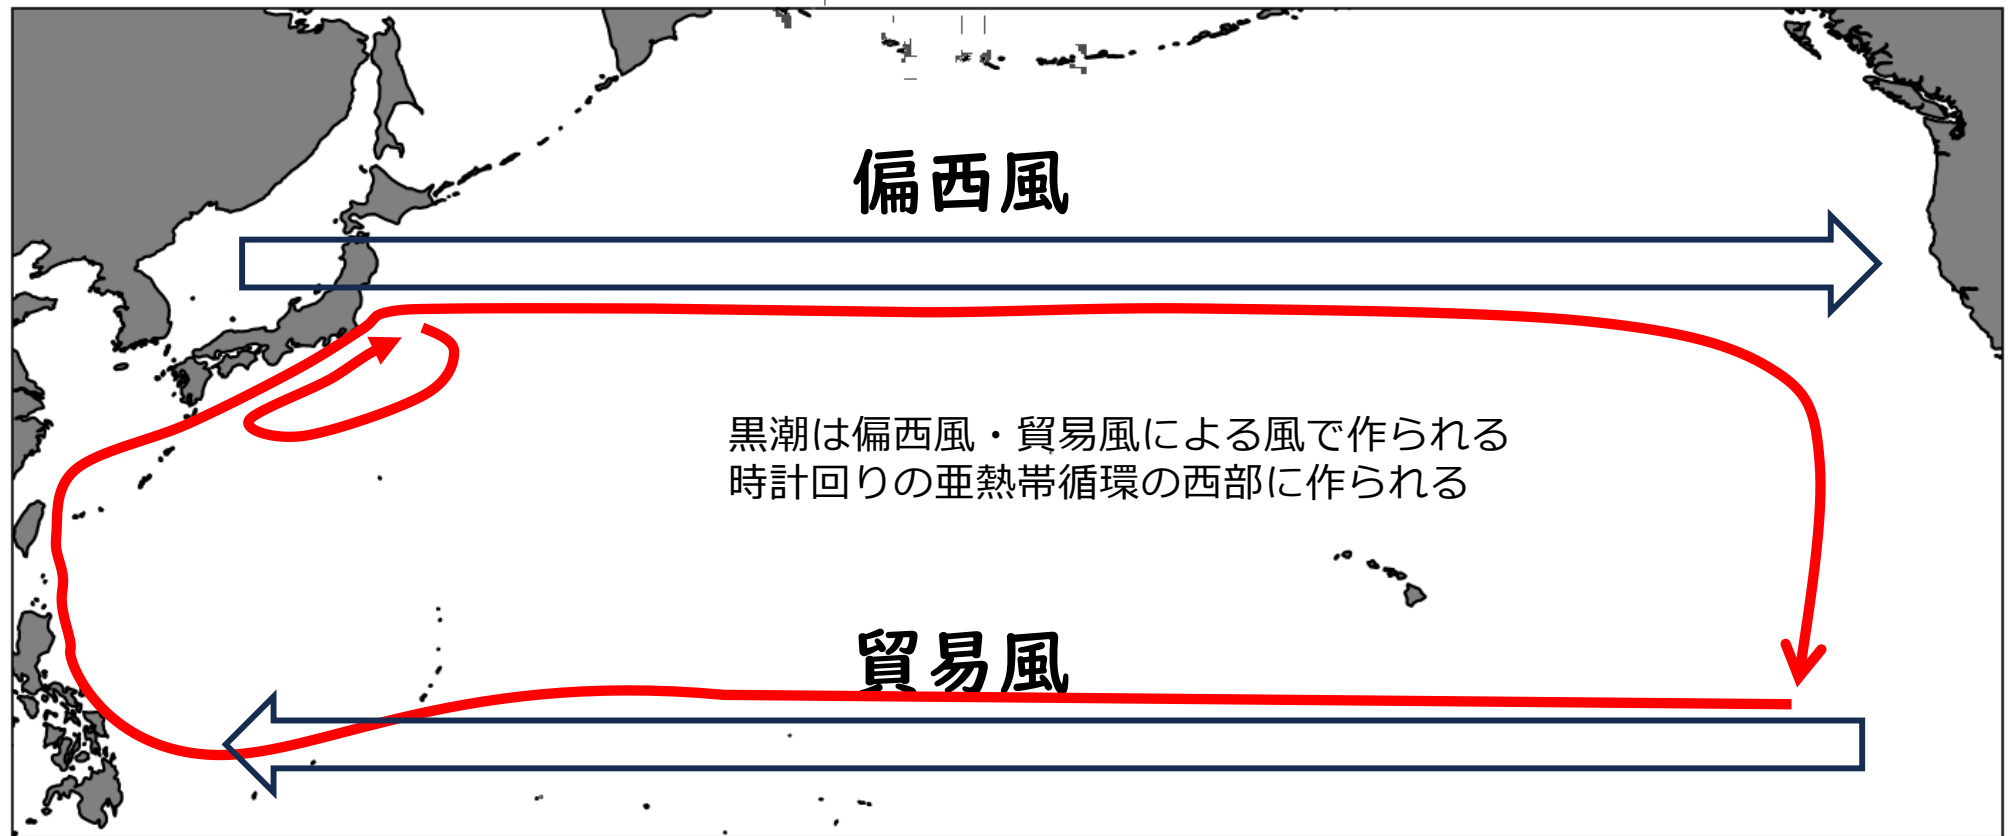 偏西風
黒潮は偏西風・貿易風による風で作られる
時計回りの亜熱帯循環の西部に作られる
貿易風